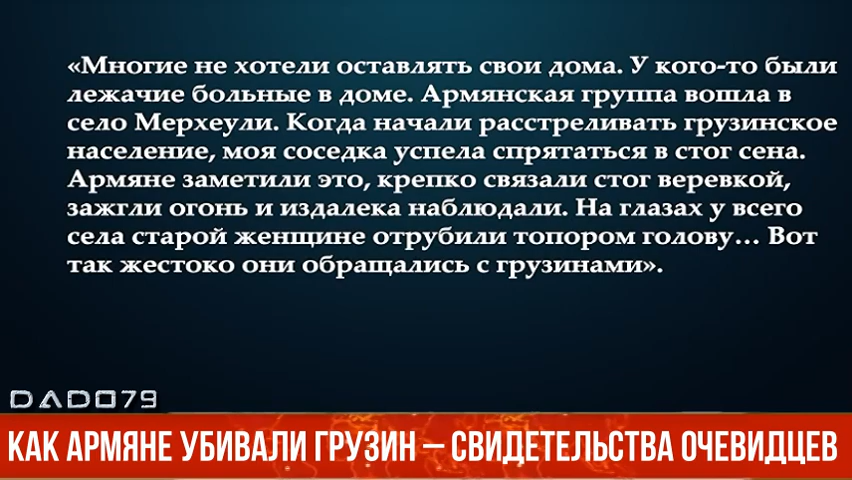 «Многие не хотели оставлять свои дома. У кого-то были
лежачие больные в доме. Армянская группа вошла в
село Мерхеули. Когда начали расстреливать грузинское
население, моя соседка успела спрятаться в стог сена.
Армяне заметили это, крепко связали стог веревкой,
зажгли огонь и издалека наблюдали. На глазах у всего
села старой женщине отрубили топором голову... Вот
так жестоко они обращались с грузинами».
DADO79
КАК АРМЯНЕ УБИВАЛИ ГРУЗИН – СВИДЕТЕЛЬСТВА ОЧЕВИДЦЕВ